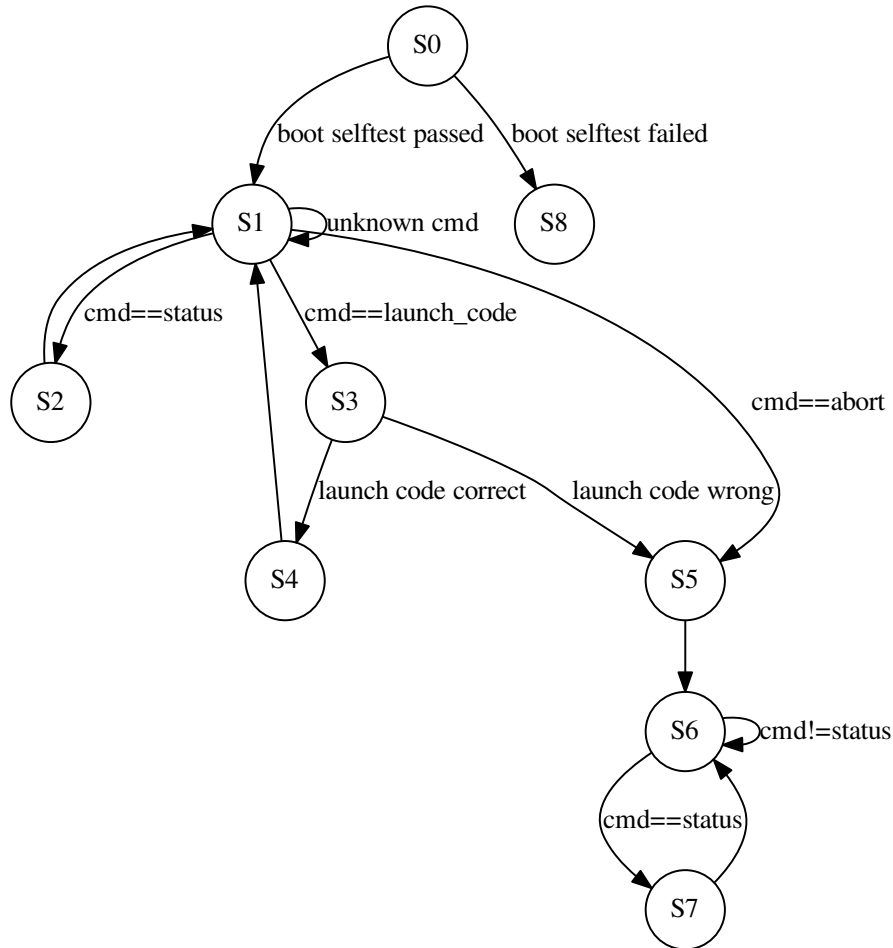 S0
boot selftest passed
boot selftest failed
S1
unknown cmd
S8
cmd==status
cmd==launch_code
S2
S3
cmd==abort
launch code correct
launch code wrong
S4
S5
S6
cmd!=status
cmd==status
S7